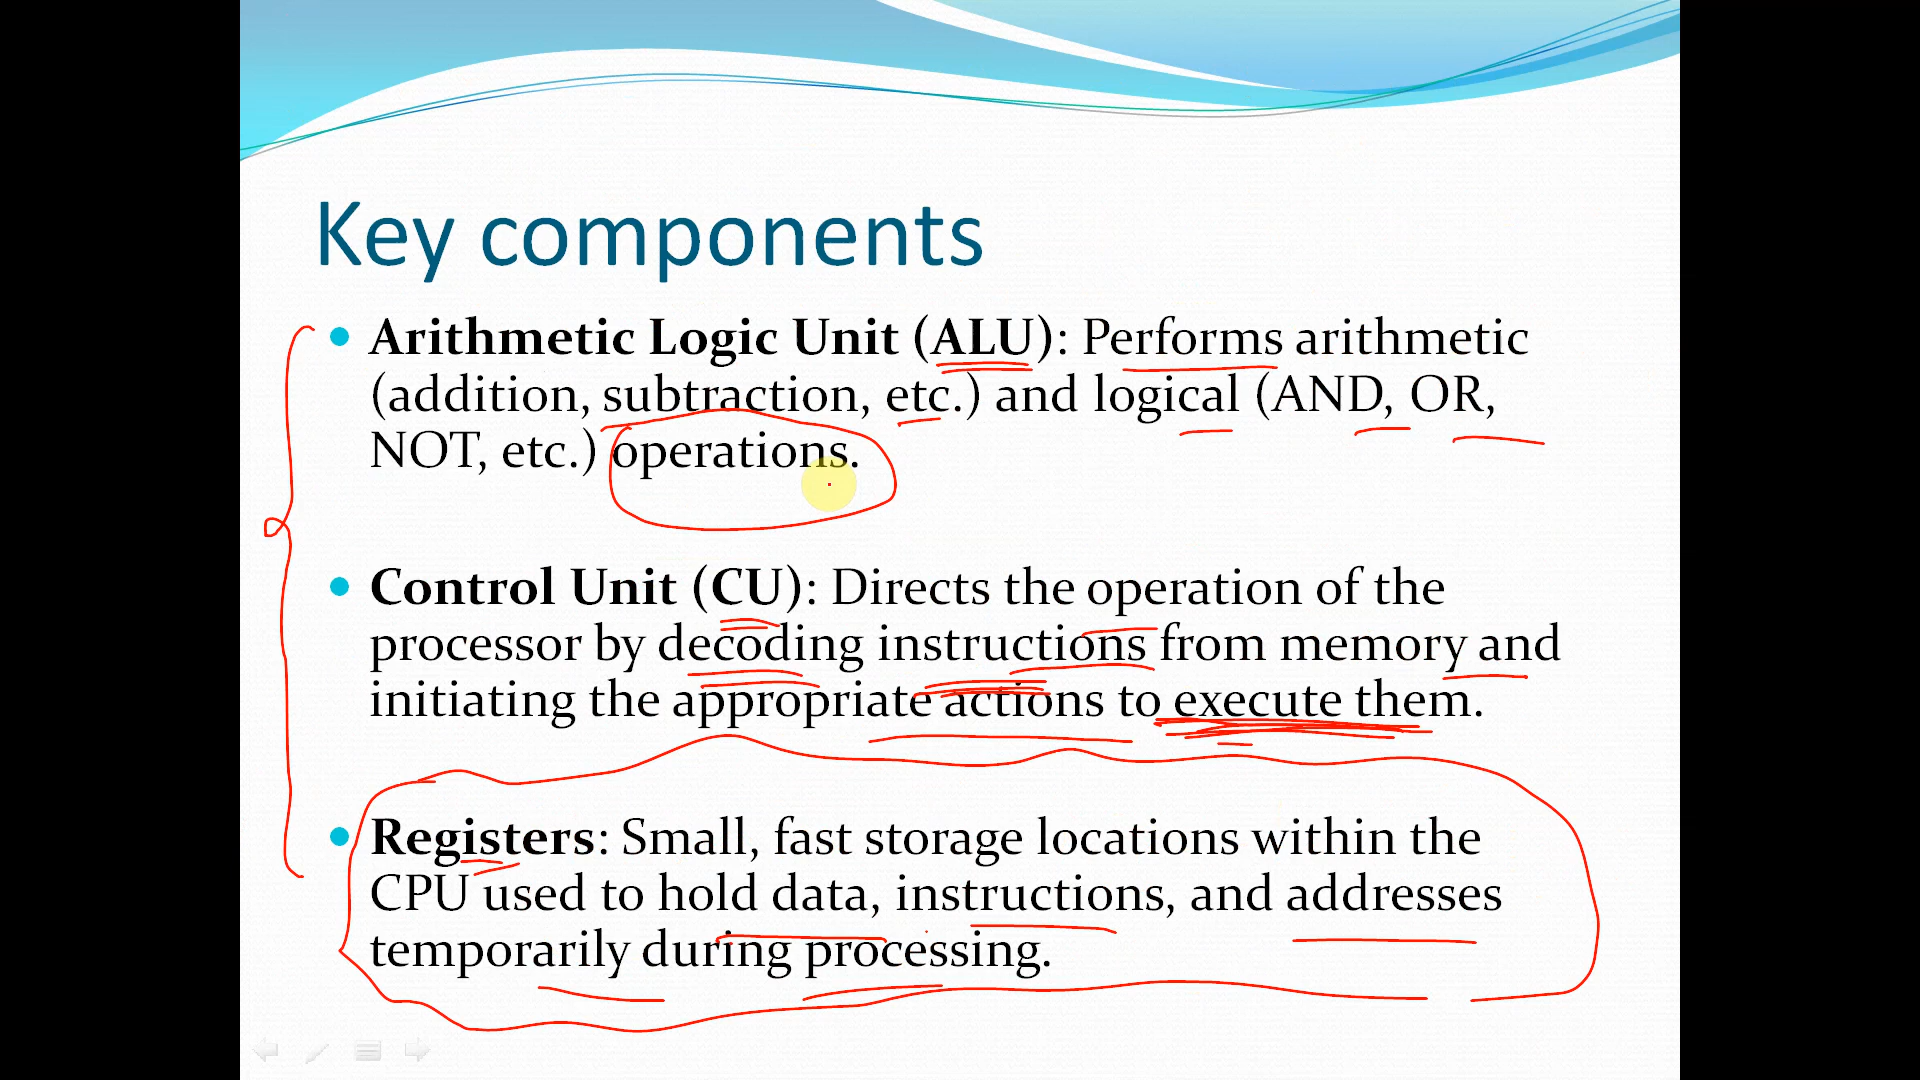 Key components
Arithmetic Logic Unit (ALU): Performs arithmetic
(addition, subtraction, etc.) and logical (AND, OR,
NOT, etc.) operations.
Control Unit (CU): Directs the operation of the
processor by decoding instructions from memory and
initiating the appropriate actions to execute them.
Registers: Small, fast storage locations within the
CPU used to hold data, instructions, and addresses
temporarily during processing.